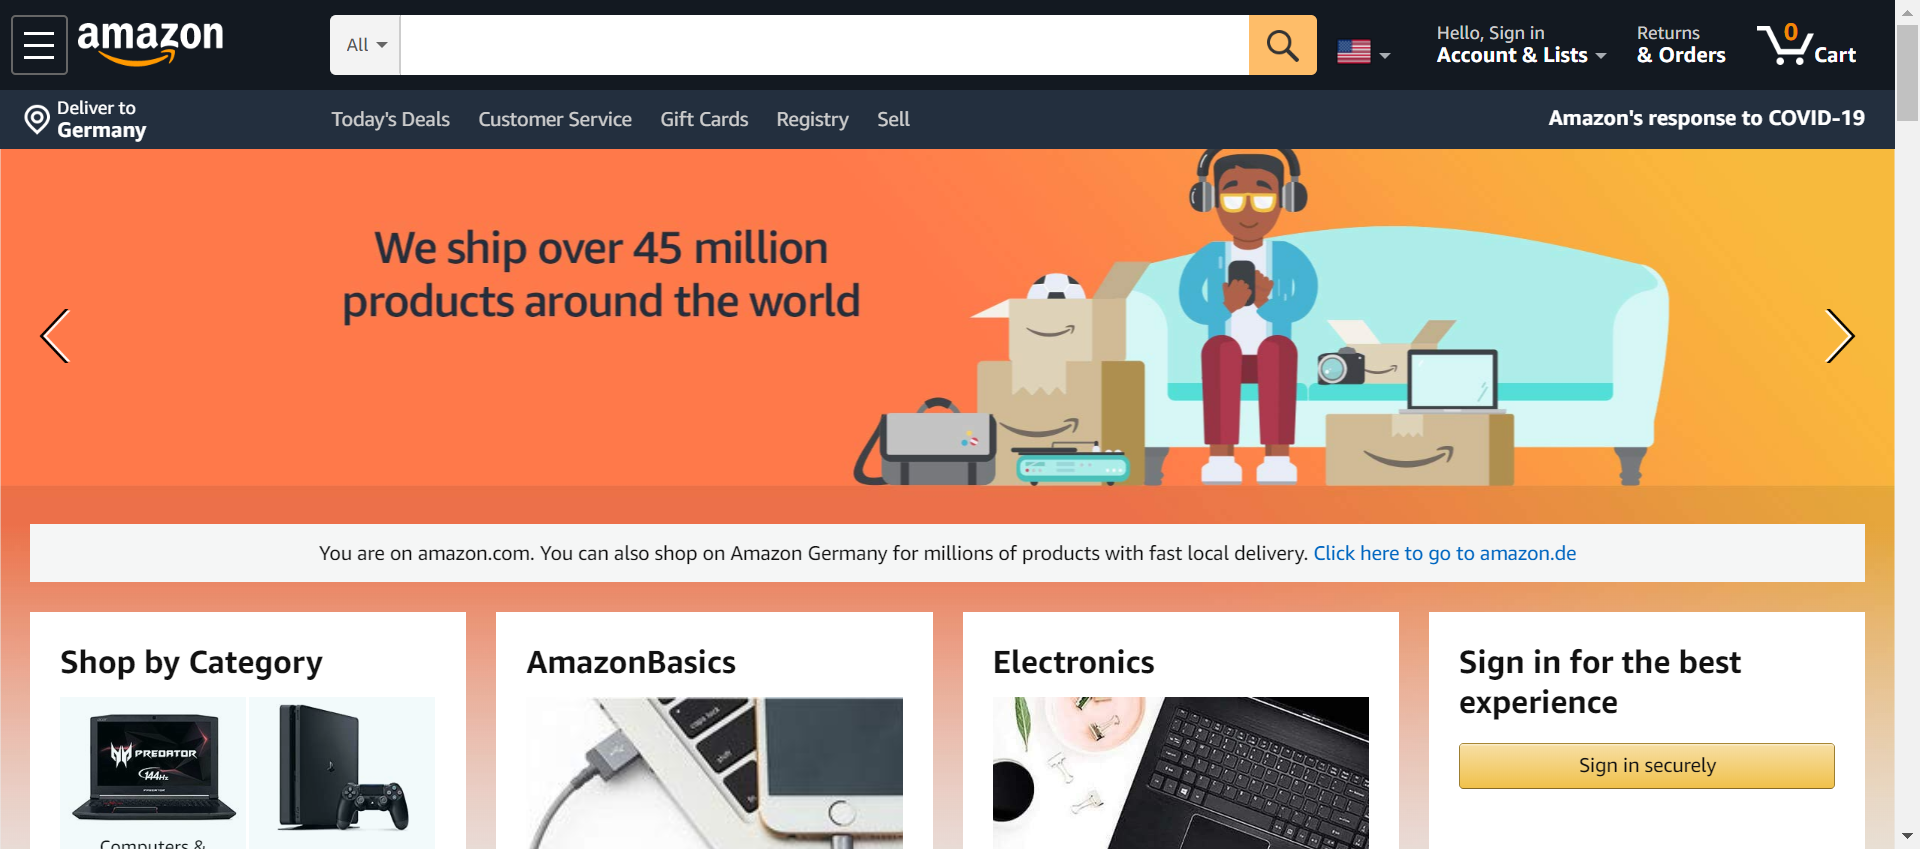 amazon
All
Hello, Sign in
Account & Lists
Returns
& Orders
0
Cart
Deliver to
Germany
Today's Deals
Customer Service
Gift Cards
Registry
Sell
Amazon's response to COVID-19
We ship over 45 million
products around the world
You are on amazon.com. You can also shop on Amazon Germany for millions of products with fast local delivery. Click here to go to amazon.de
Shop by Category
AmazonBasics
Electronics
Sign in for the best
experience
PREDATOR
144Hz
Sign in securely
Computers &